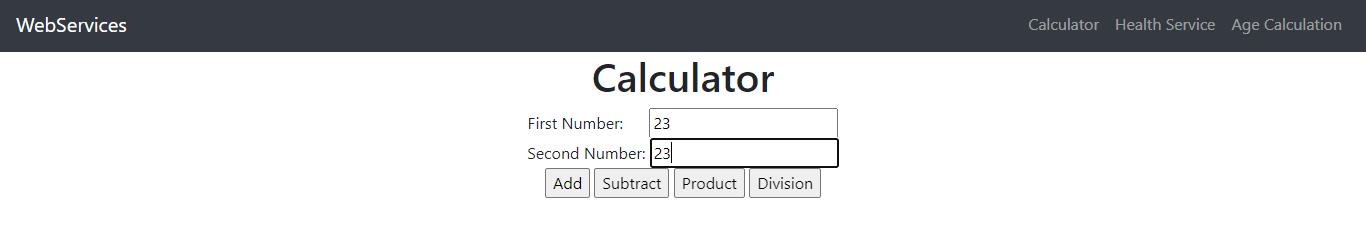 WebServices Calculator Health Service Age Calculation
Calculator
First Number: 23
Second Number: 23
Add Subtract Product Division